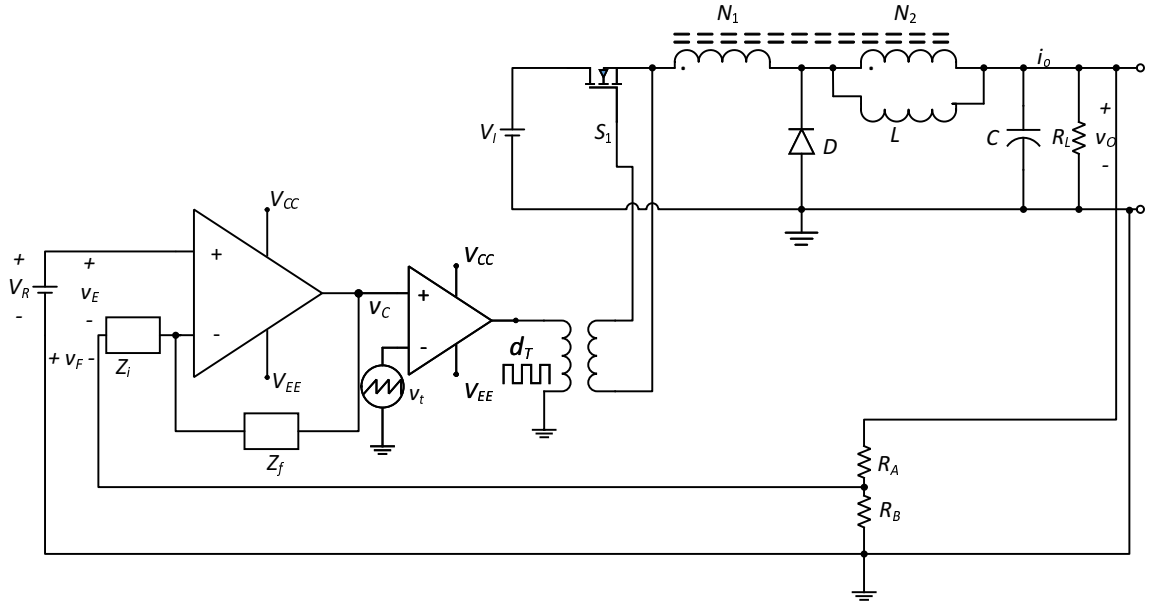 N1 N2
iO
VI S1 D L C RL + vO -
VCC
+ VR -
+ vE -
+
-
VCC
vC +
-
+ vF -
Zi
VEE
vt
dT
VEE
Zf
RA
RB